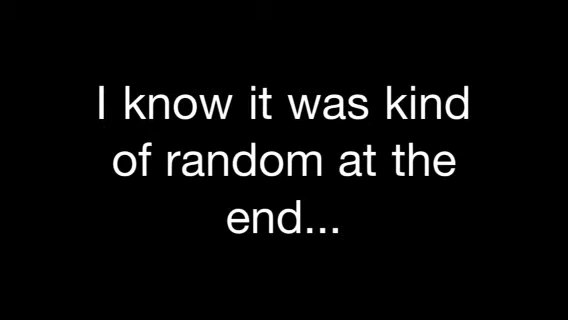 I know it was kind
of random at the
end...